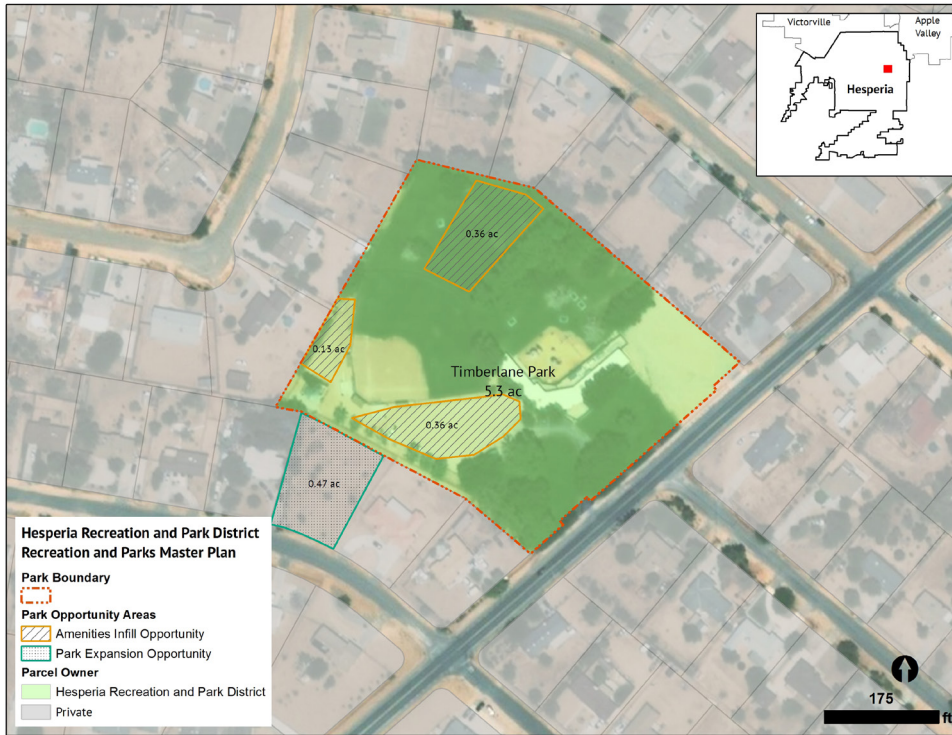 Victorville
Apple
Valley
Hesperia
0.36 ac
0.13 ac
Timberlane Park
5.3 ac
0.36 ac
0.47 ac
Hesperia Recreation and Park District
Recreation and Parks Master Plan
Park Boundary
Park Opportunity Areas
Amenities Infill Opportunity
Park Expansion Opportunity
Parcel Owner
Hesperia Recreation and Park District
Private
175
ft